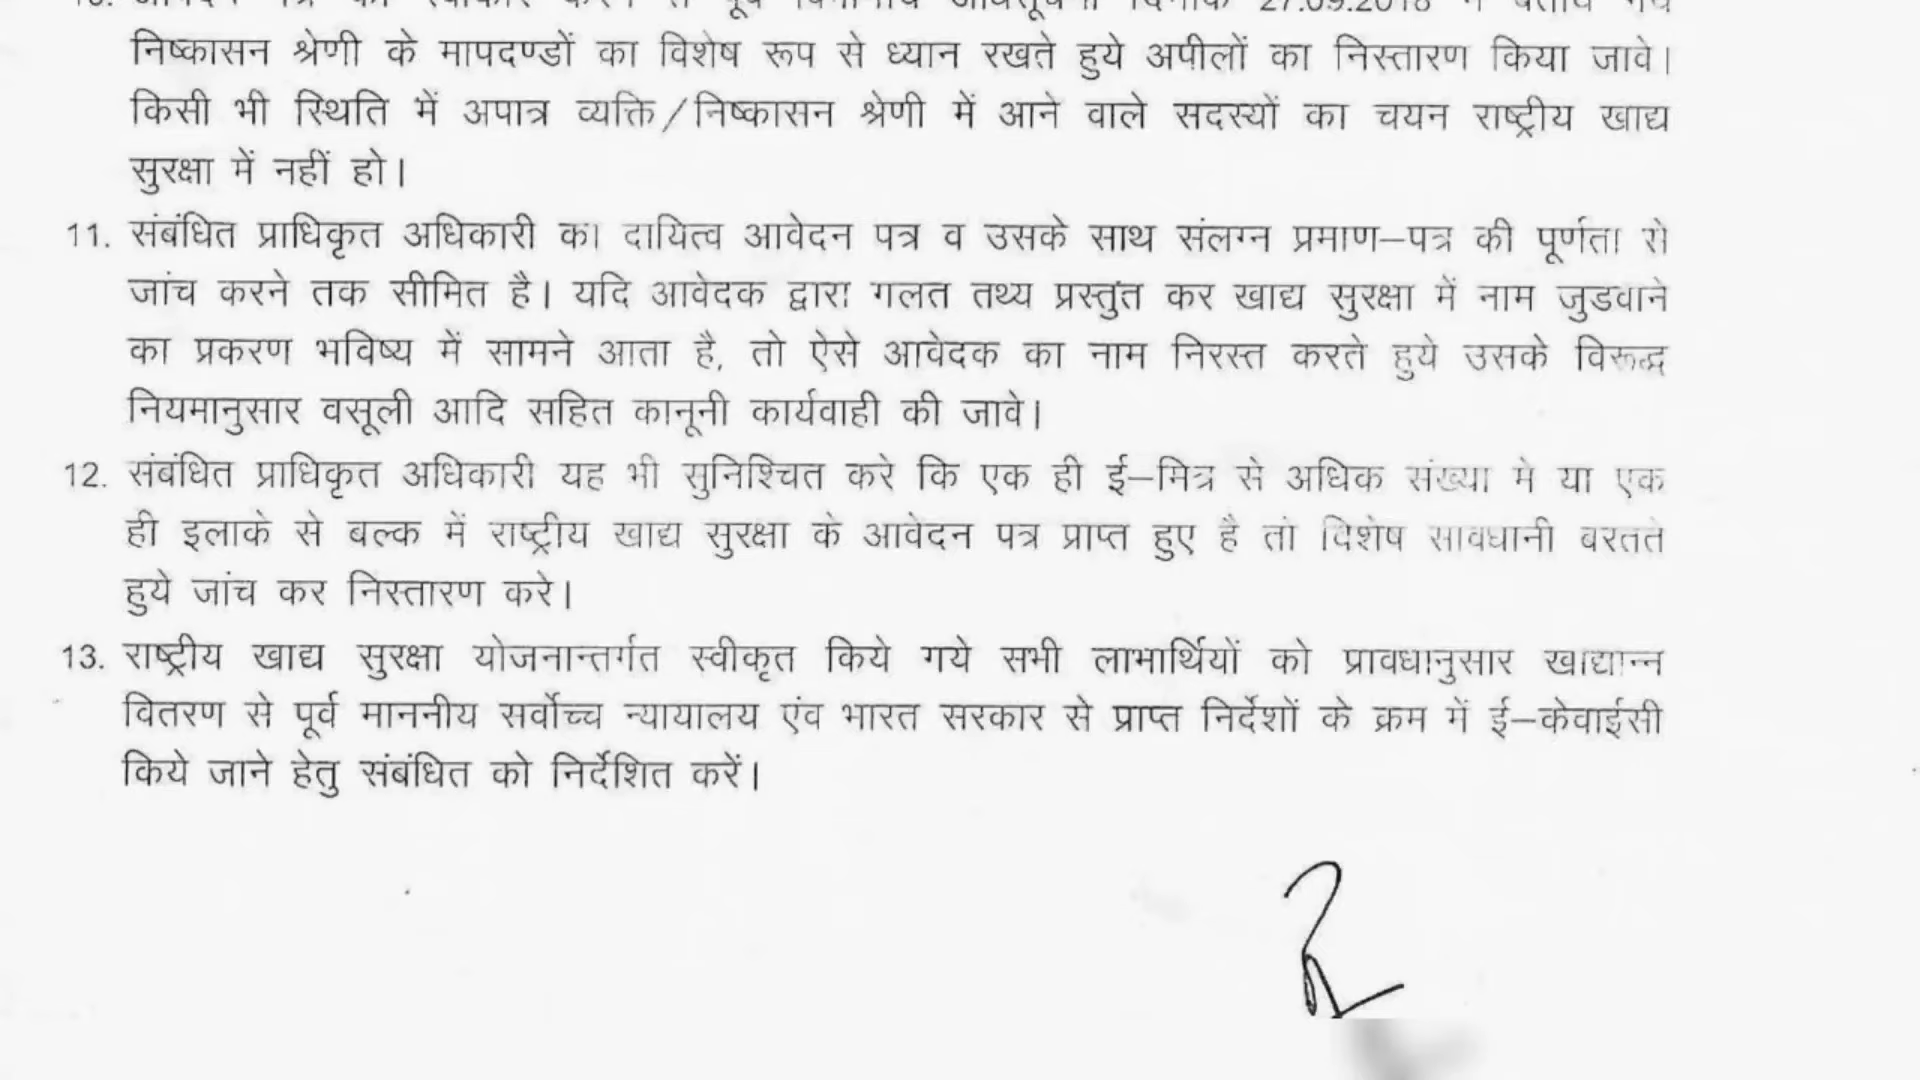 27.09.2018
निष्कासन श्रेणी के मापदण्डों का विशेष रूप से ध्यान रखते हुये अपीलों का निस्तारण किया जावे।
किसी भी स्थिति में अपात्र व्यक्ति/निष्कासन श्रेणी में आने वाले सदस्यों का चयन राष्ट्रीय खाद्य
सुरक्षा में नहीं हो।
11. संबंधित प्राधिकृत अधिकारी का दायित्व आवेदन पत्र व उसके साथ संलग्न प्रमाण–पत्र की पूर्णता से
जांच करने तक सीमित है। यदि आवेदक द्वारा गलत तथ्य प्रस्तुत कर खाद्य सुरक्षा में नाम जुडवाने
का प्रकरण भविष्य में सामने आता है, तो ऐसे आवेदक का नाम निरस्त करते हुये उसके विरूद्ध
नियमानुसार वसूली आदि सहित कानूनी कार्यवाही की जावे।
12. संबंधित प्राधिकृत अधिकारी यह भी सुनिश्चित करे कि एक ही ई–मित्र से अधिक संख्या मे या एक
ही इलाके से बल्क में राष्ट्रीय खाद्य सुरक्षा के आवेदन पत्र प्राप्त हुए है तो विशेष सावधानी बरतते
हुये जांच कर निस्तारण करे।
13. राष्ट्रीय खाद्य सुरक्षा योजनान्तर्गत स्वीकृत किये गये सभी लाभार्थियों को प्रावधानुसार खाद्यान्न
वितरण से पूर्व माननीय सर्वोच्च न्यायालय एंव भारत सरकार से प्राप्त निर्देशों के क्रम में ई–केवाईसी
किये जाने हेतु संबंधित को निर्देशित करें।